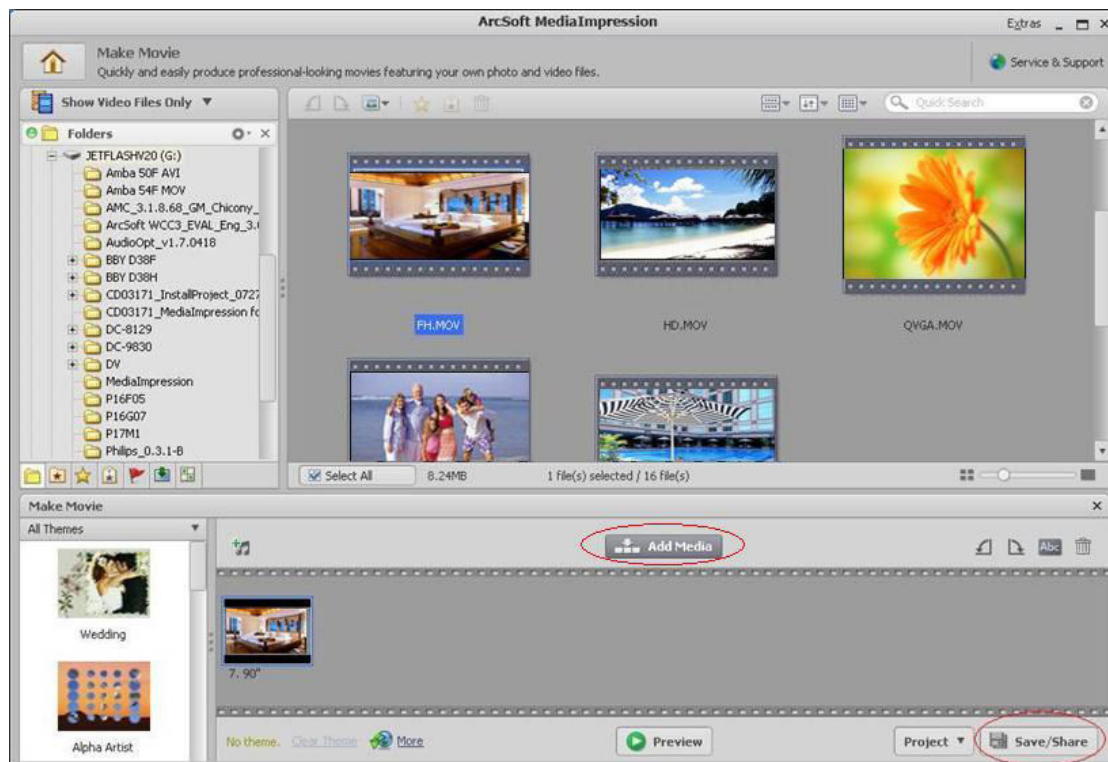 ArcSoft MediaImpression
Extras
Make Movie
Quickly and easily produce professional-looking movies featuring your own photo and video files.
Service & Support
Show Video Files Only
Quick Search
Folders
JETFLASHV20 (G:)
Amba 50F AVI
Amba 54F MOV
AMC_3.1.8.68_GM_Chicony_
ArcSoft WCC3_EVAL_Eng_3.
AudioOpt_v1.7.0418
BBY D38F
BBY D38H
CD03171_InstallProject_0727
CD03171_MediaImpression fo
DC-8129
DC-9830
DV
MediaImpression
P16F05
P16G07
P17M1
Philips_0.3.1-B
FH.MOV
HD.MOV
QVGA.MOV
Select All
8.24MB
1 file(s) selected / 16 file(s)
Make Movie
All Themes
Add Media
Abc
Wedding
7. 90"
Alpha Artist
No theme.
Clear Theme
More
Preview
Project
Save/Share